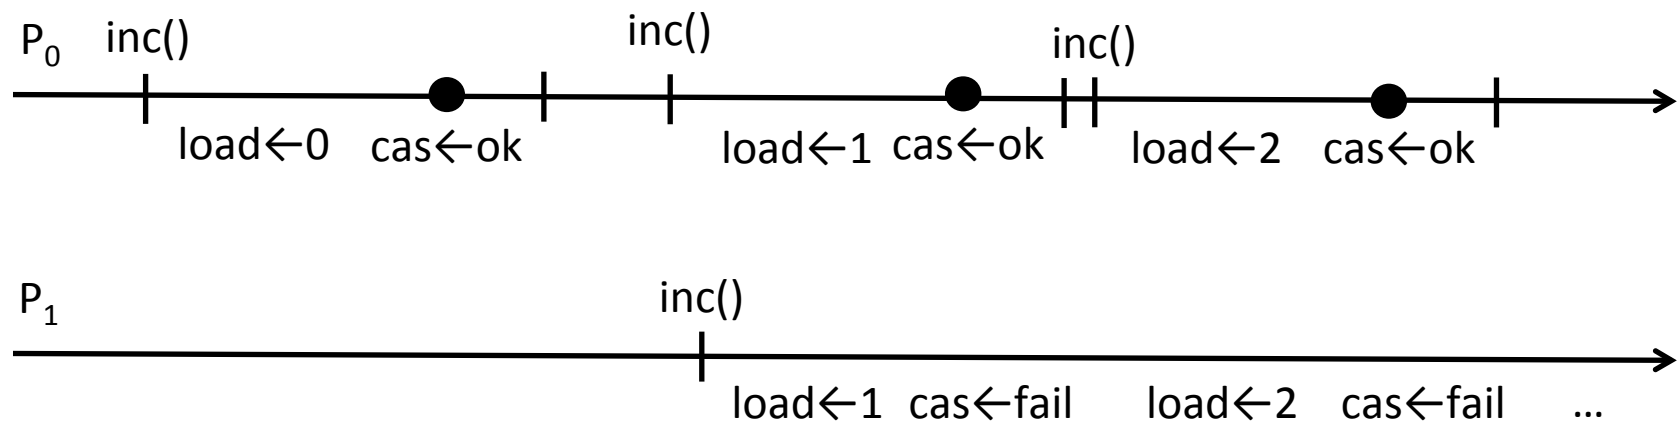 P₀ inc() inc() inc()
load←0 cas←ok load←1 cas←ok load←2 cas←ok
P₁ inc()
load←1 cas←fail load←2 cas←fail ...